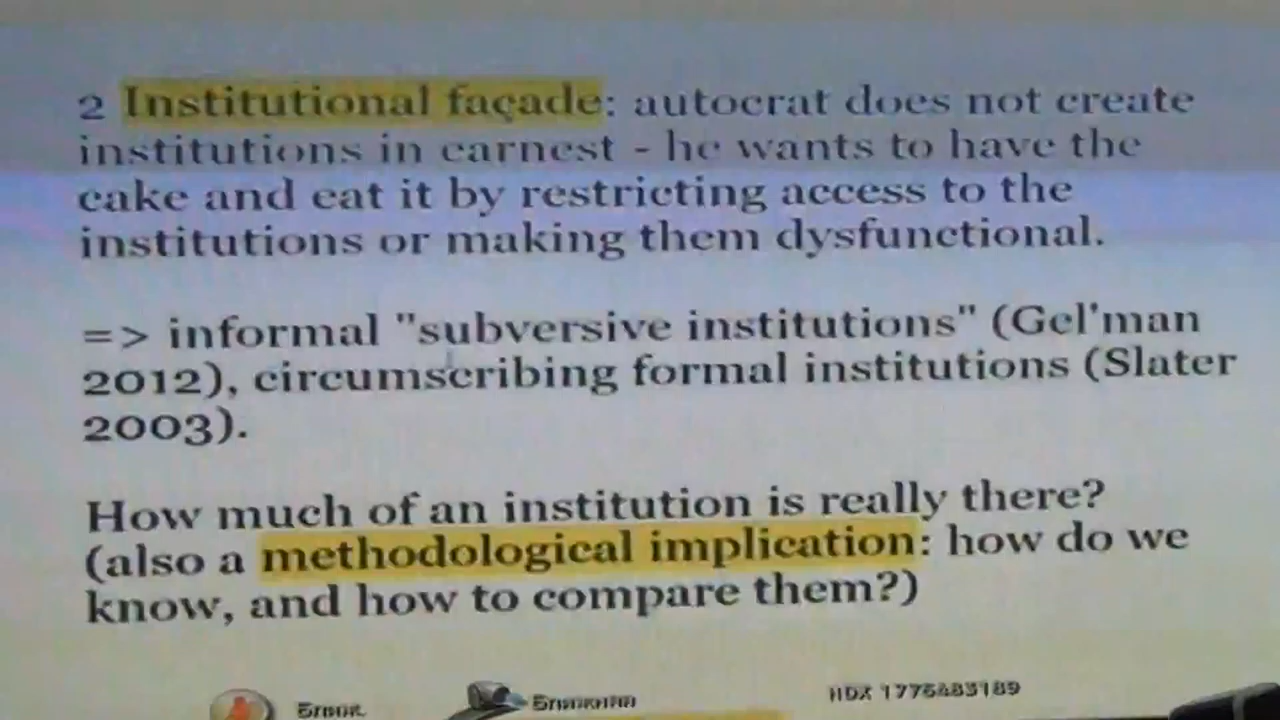 2 Institutional façade: autocrat does not create
institutions in earnest - he wants to have the
cake and eat it by restricting access to the
institutions or making them dysfunctional.
=> informal "subversive institutions" (Gel'man
2012), circumscribing formal institutions (Slater
2003).
How much of an institution is really there?
(also a methodological implication: how do we
know, and how to compare them?)
Ближний
HDX